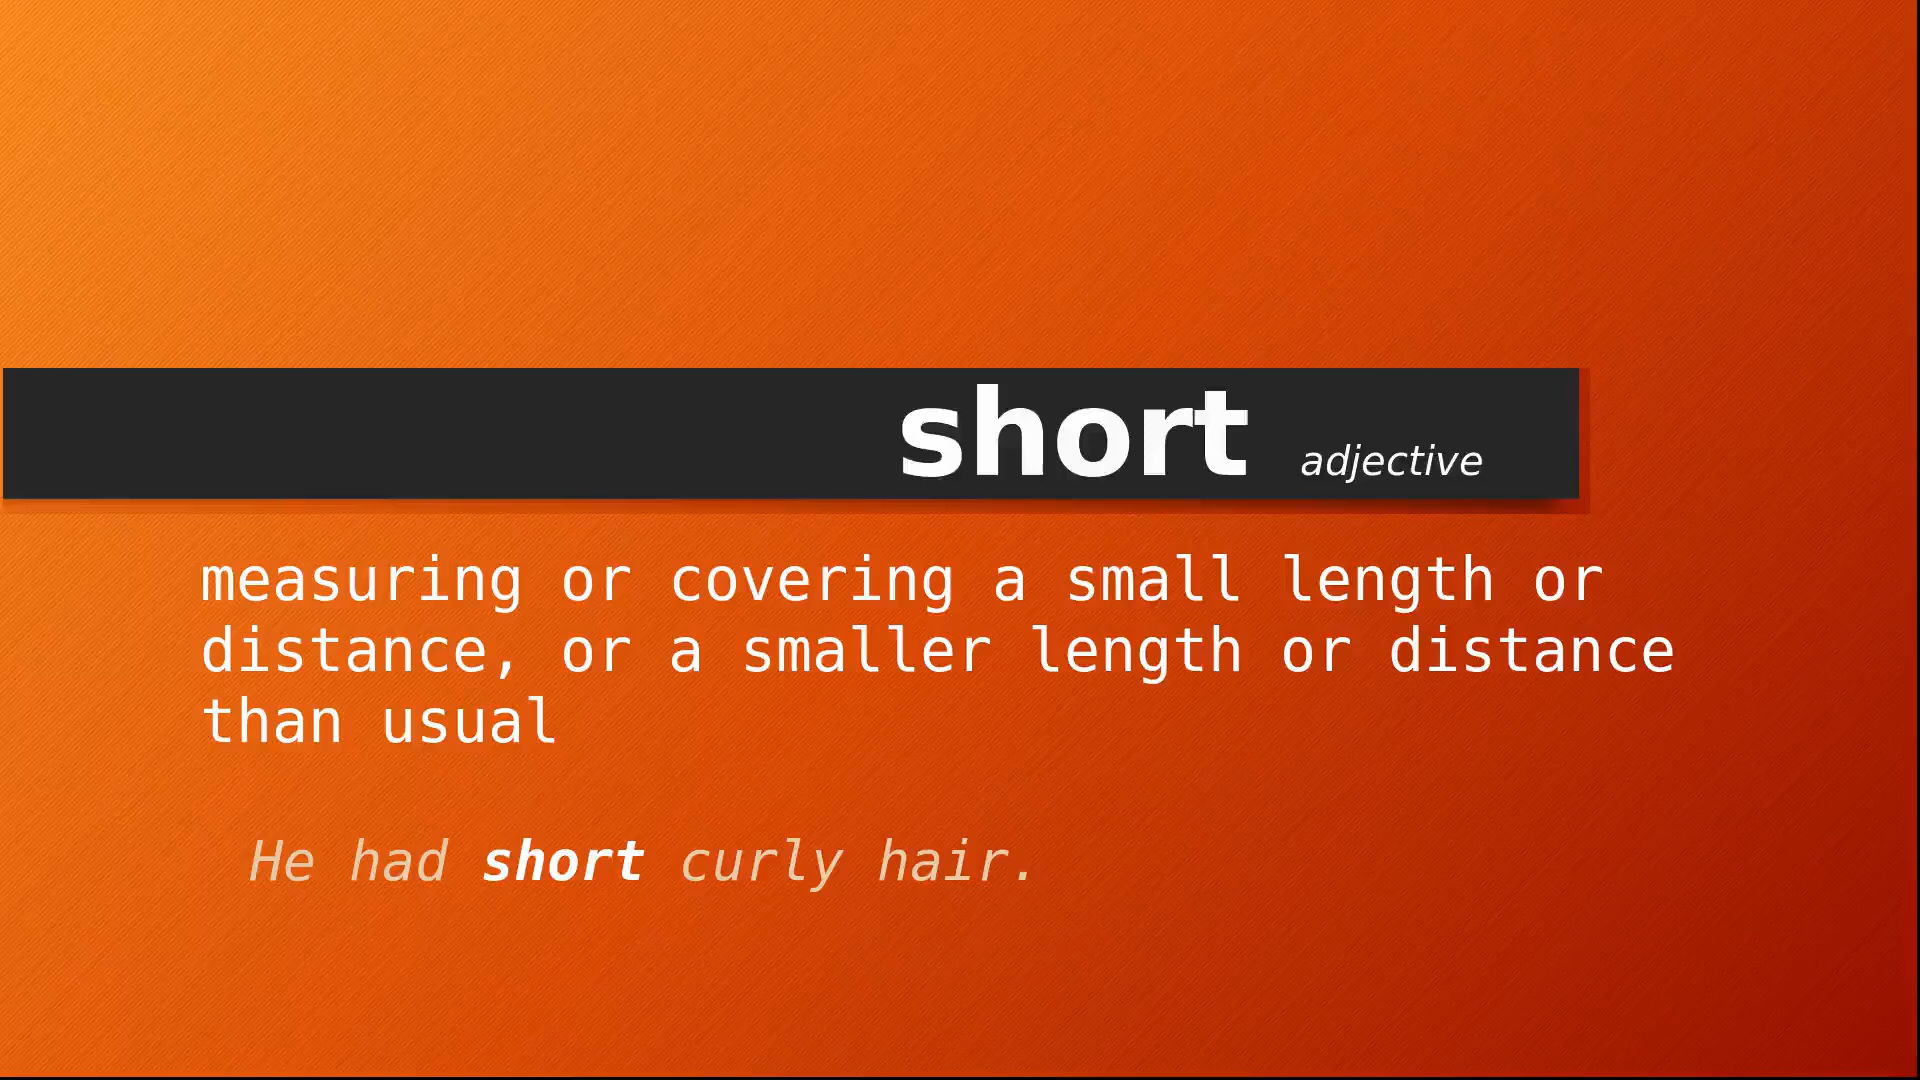 short adjective
measuring or covering a small length or
distance, or a smaller length or distance
than usual
He had short curly hair.